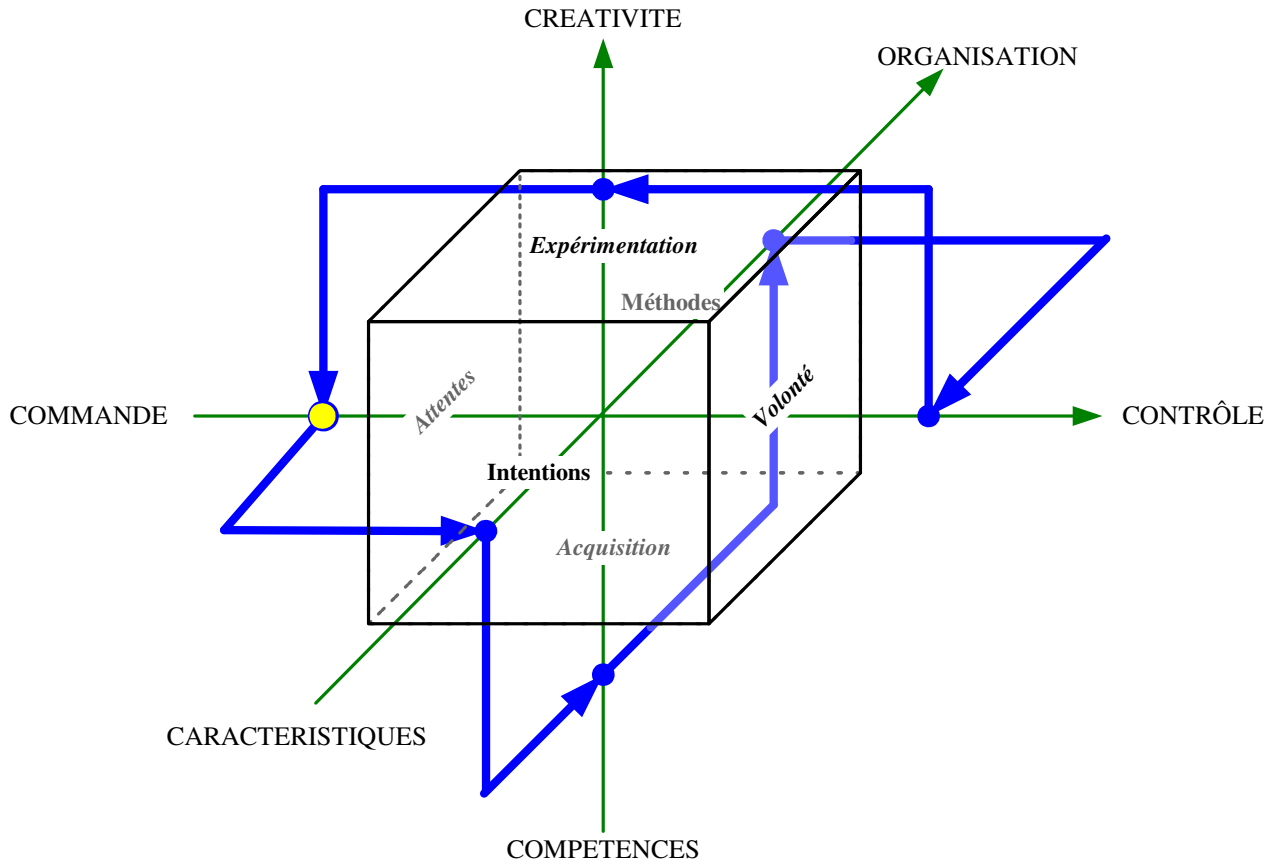 CREATIVITE
ORGANISATION
Expérimentation
Méthodes
Attentes
Volonté
COMMANDE
CONTRÔLE
Intentions
Acquisition
CARACTERISTIQUES
COMPETENCES